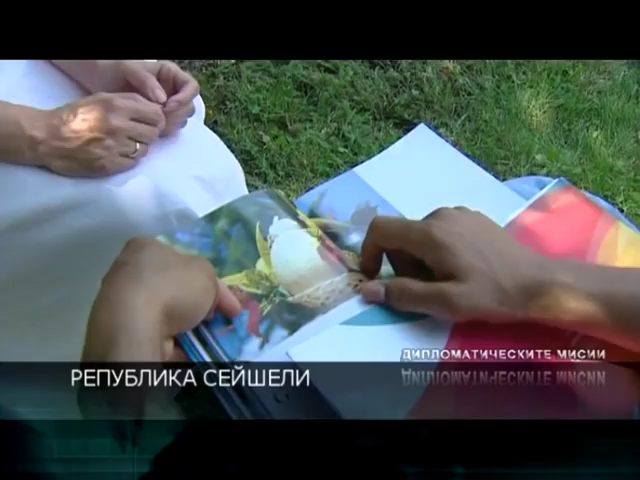 ДИПЛОМАТИЧЕСКИТЕ МИСИИ
РЕПУБЛИКА СЕЙШЕЛИ